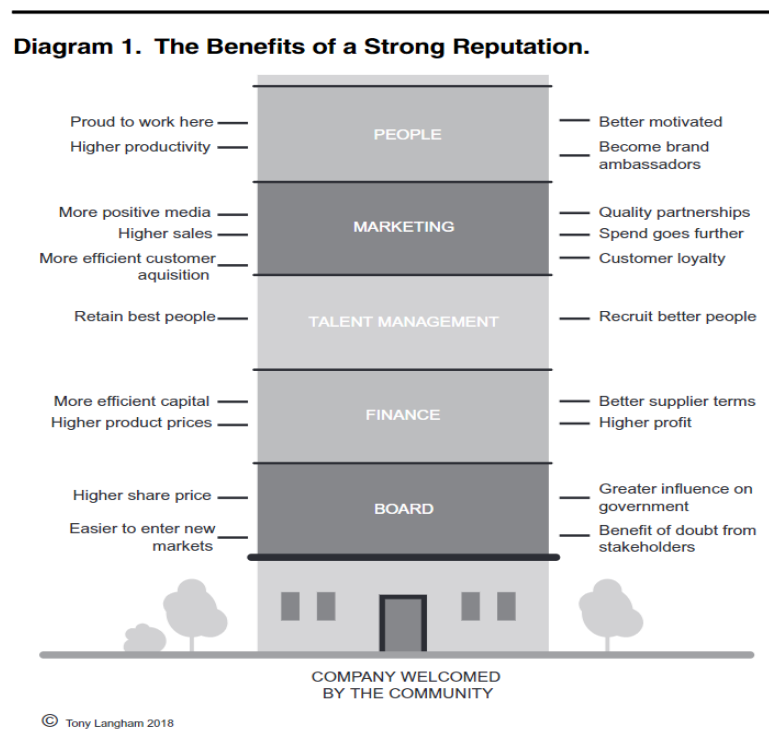 Diagram 1. The Benefits of a Strong Reputation.
Proud to work here
Higher productivity
PEOPLE
Better motivated
Become brand
ambassadors
More positive media
Higher sales
More efficient customer
aquisition
MARKETING
Quality partnerships
Spend goes further
Customer loyalty
Retain best people
TALENT MANAGEMENT
Recruit better people
More efficient capital
Higher product prices
FINANCE
Better supplier terms
Higher profit
Higher share price
Easier to enter new
markets
BOARD
Greater influence on
government
Benefit of doubt from
stakeholders
COMPANY WELCOMED
BY THE COMMUNITY
© Tony Langham 2018